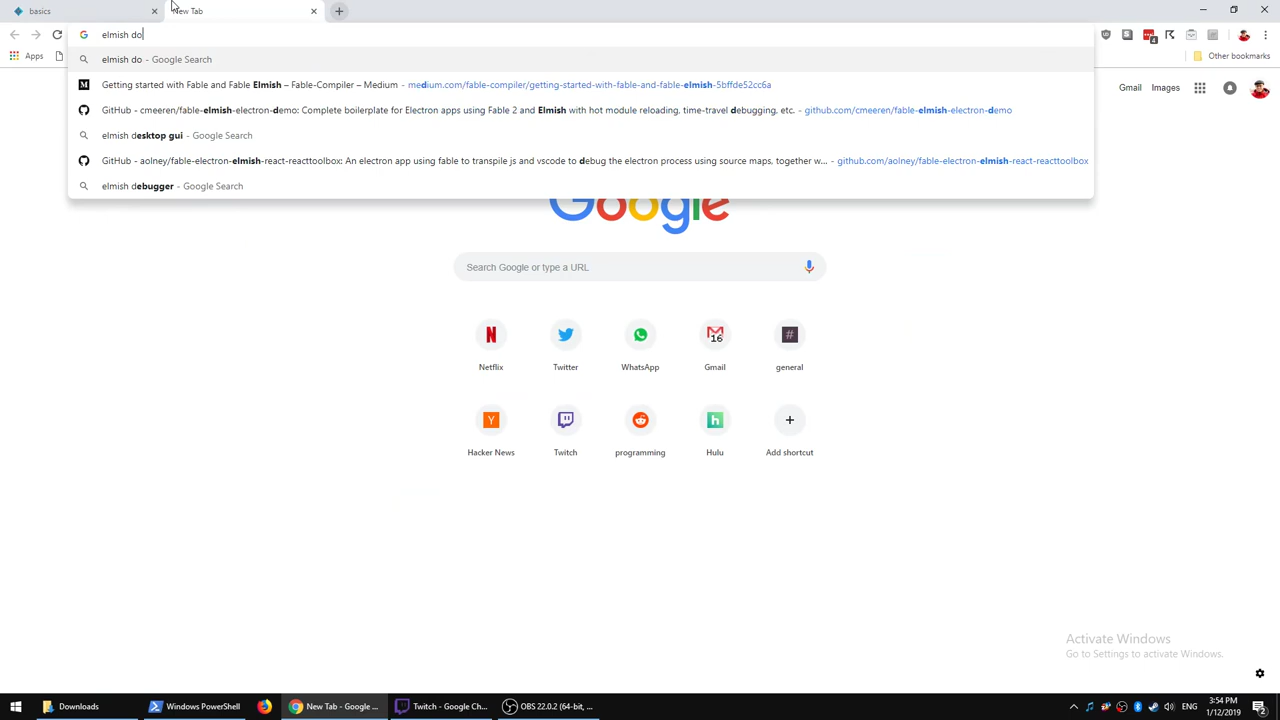 basics
New Tab
elmish do
elmish do - Google Search
Getting started with Fable and Fable Elmish – Fable-Compiler – Medium - medium.com/fable-compiler/getting-started-with-fable-and-fable-elmish-5bffde52cc6a
GitHub - cmeeren/fable-elmish-electron-demo: Complete boilerplate for Electron apps using Fable 2 and Elmish with hot module reloading, time-travel debugging, etc. - github.com/cmeeren/fable-elmish-electron-demo
elmish desktop gui - Google Search
GitHub - aolney/fable-electron-elmish-react-reacttoolbox: An electron app using fable to transpile js and vscode to debug the electron process using source maps, together w... - github.com/aolney/fable-electron-elmish-react-reacttoolbox
elmish debugger - Google Search
Apps
Other bookmarks
4
Gmail Images
Google
Search Google or type a URL
16
Netflix Twitter WhatsApp Gmail general
Hacker News Twitch programming Hulu Add shortcut
Activate Windows
Go to Settings to activate Windows.
Downloads
Windows PowerShell
New Tab - Google ...
Twitch - Google Ch...
OBS 22.0.2 (64-bit, ...
ENG
3:54 PM
1/12/2019
2